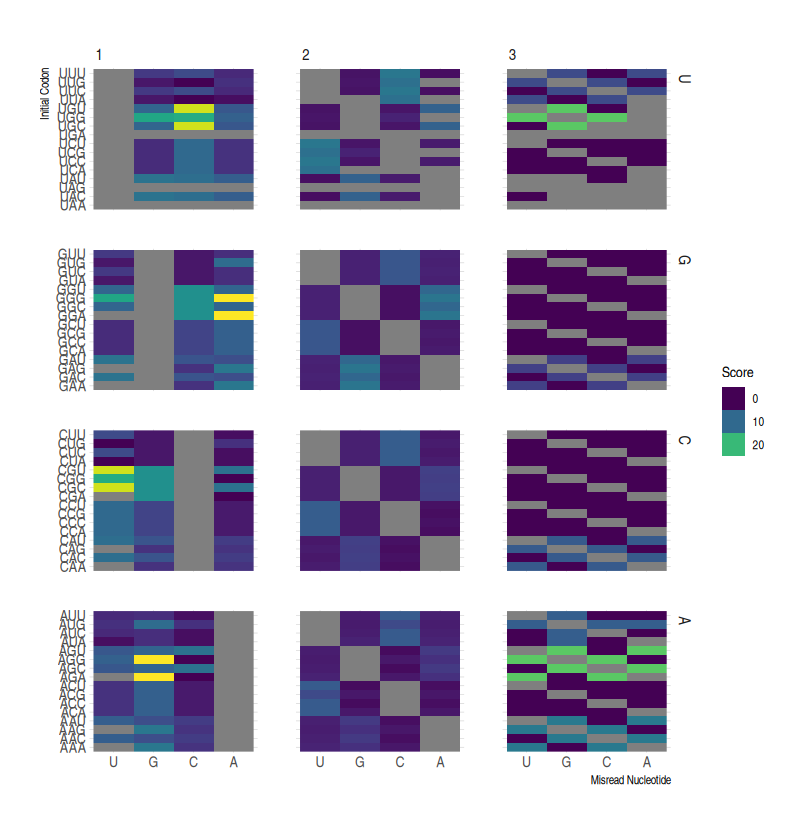 1 2 3
Initial Codon
UUU
UUG
UUC
UUA
UGU
UGG
UGC
UGA
UCU
UCG
UCC
UCA
UAU
UAG
UAC
UAA
U
GUU
GUG
GUC
GUA
GGU
GGG
GGC
GGA
GCU
GCG
GCC
GCA
GAU
GAG
GAC
GAA
G
CUU
CUG
CUC
CUA
CGU
CGG
CGC
CGA
CCU
CCG
CCC
CCA
CAU
CAG
CAC
CAA
C
AUU
AUG
AUC
AUA
AGU
AGG
AGC
AGA
ACU
ACG
ACC
ACA
AAU
AAG
AAC
AAA
A
U G C A U G C A U G C A
Misread Nucleotide
Score
0
10
20